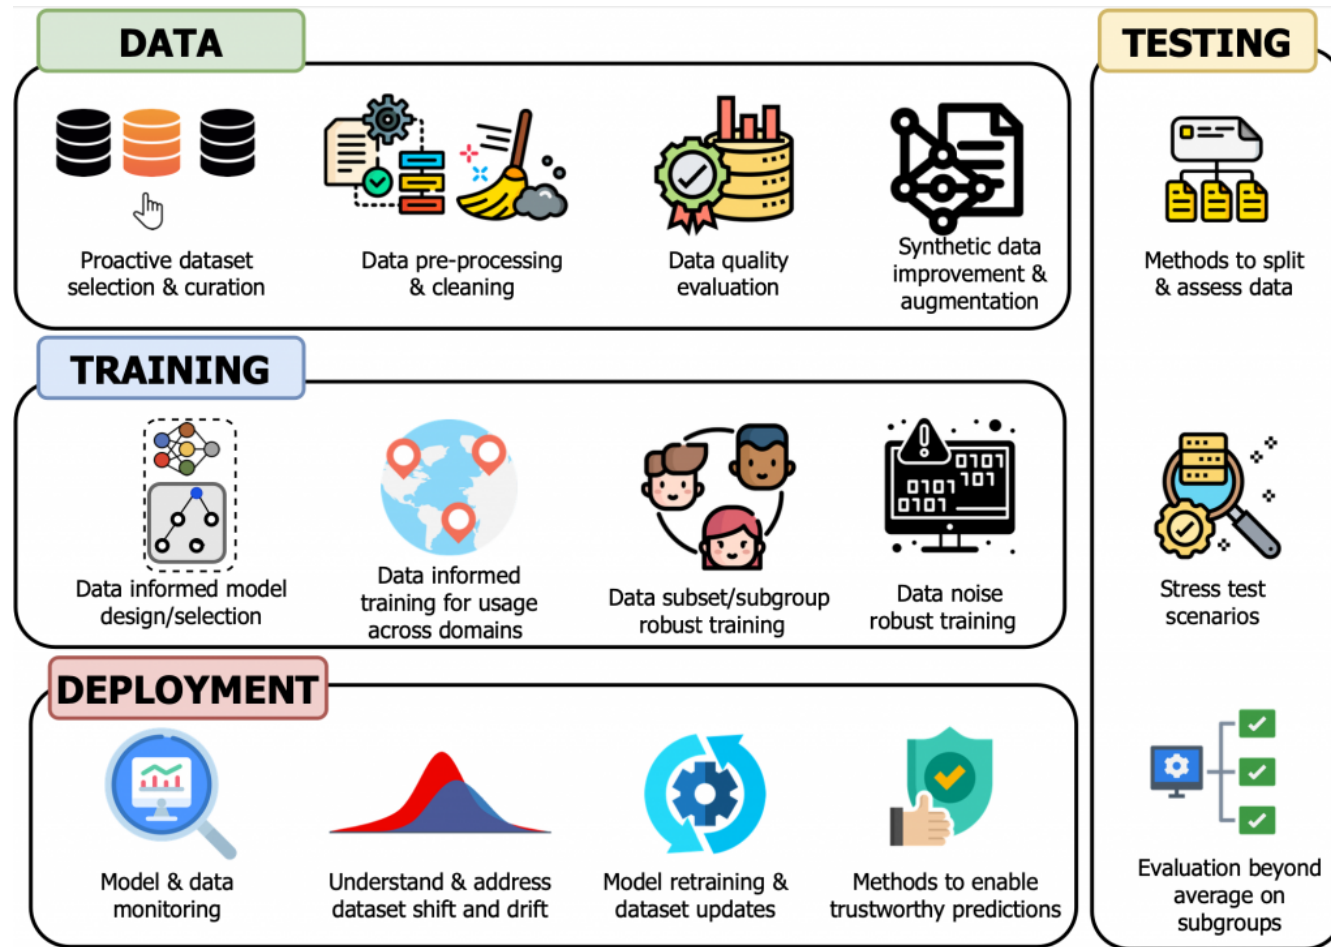 DATA
Proactive dataset
selection & curation
Data pre-processing
& cleaning
Data quality
evaluation
Synthetic data
improvement &
augmentation
TRAINING
Data informed model
design/selection
Data informed
training for usage
across domains
Data subset/subgroup
robust training
!
0101
101
0101
0101
Data noise
robust training
DEPLOYMENT
Model & data
monitoring
Understand & address
dataset shift and drift
Model retraining &
dataset updates
Methods to enable
trustworthy predictions
TESTING
Methods to split
& assess data
Stress test
scenarios
Evaluation beyond
average on
subgroups